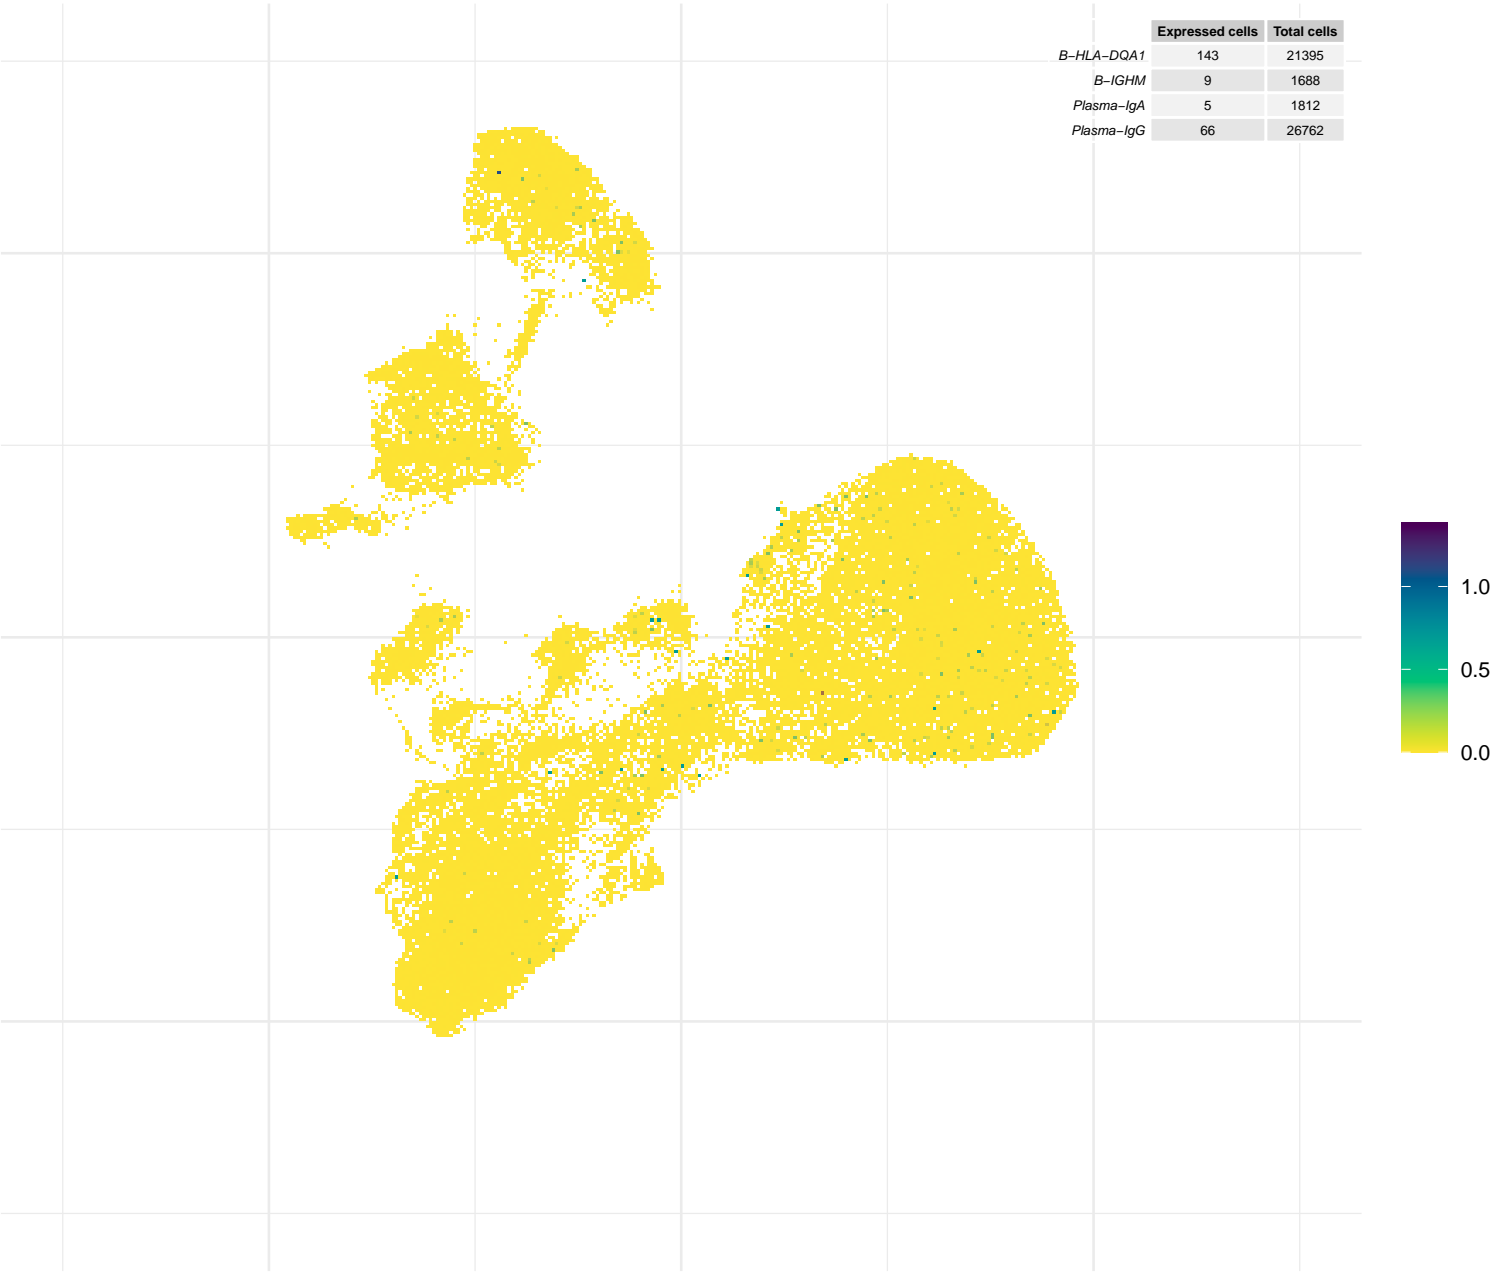 Expressed cells Total cells
B−HLA−DQA1 143 21395
B−IGHM 9 1688
Plasma−IgA 5 1812
Plasma−IgG 66 26762
1.0
0.5
0.0